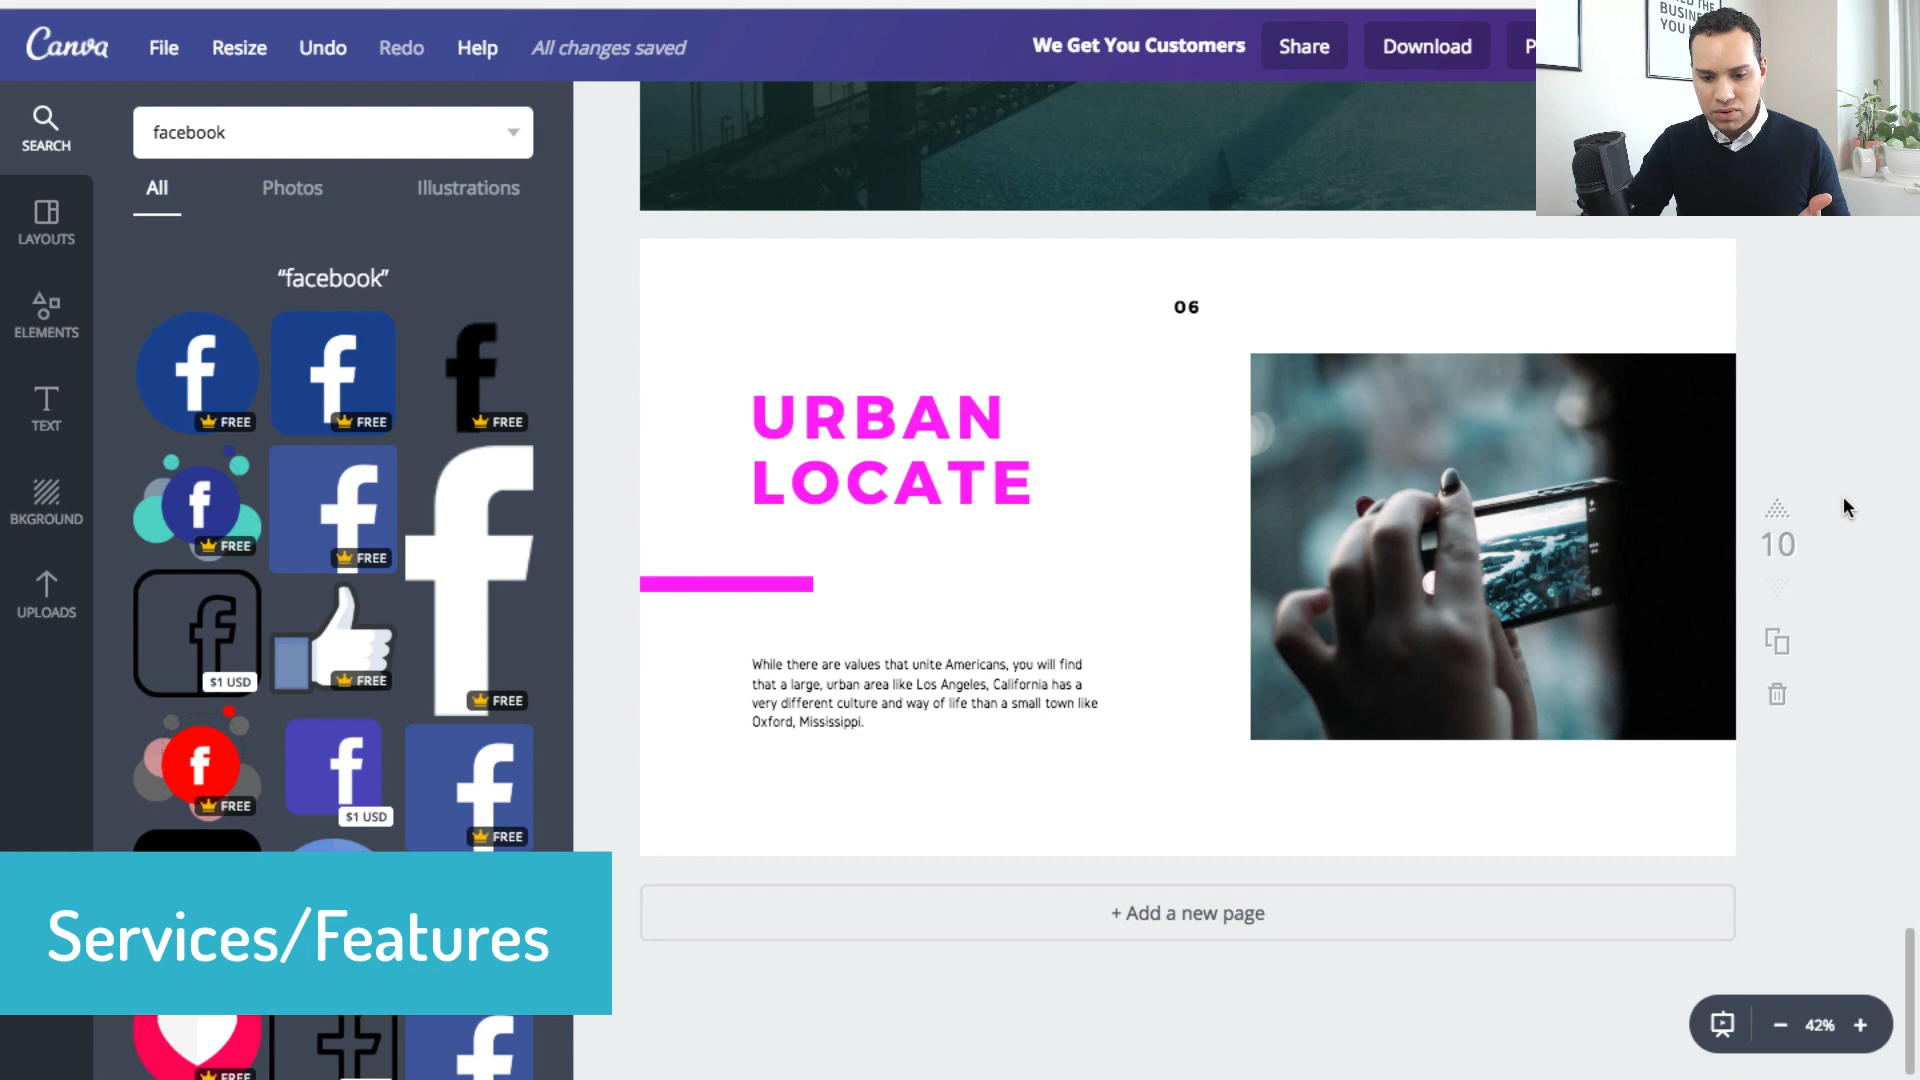 Canva
File
Resize
Undo
Redo
Help
All changes saved
We Get You Customers
Share
Download
P
BUSINE
YOU
SEARCH
LAYOUTS
ELEMENTS
TEXT
BKGROUND
UPLOADS
facebook
All
Photos
Illustrations
“facebook”
FREE
FREE
FREE
FREE
FREE
FREE
$1 USD
FREE
FREE
$1 USD
FREE
FREE
Services/Features
06
URBAN
LOCATE
While there are values that unite Americans, you will find
that a large, urban area like Los Angeles, California has a
very different culture and way of life than a small town like
Oxford, Mississippi.
10
+ Add a new page
42%